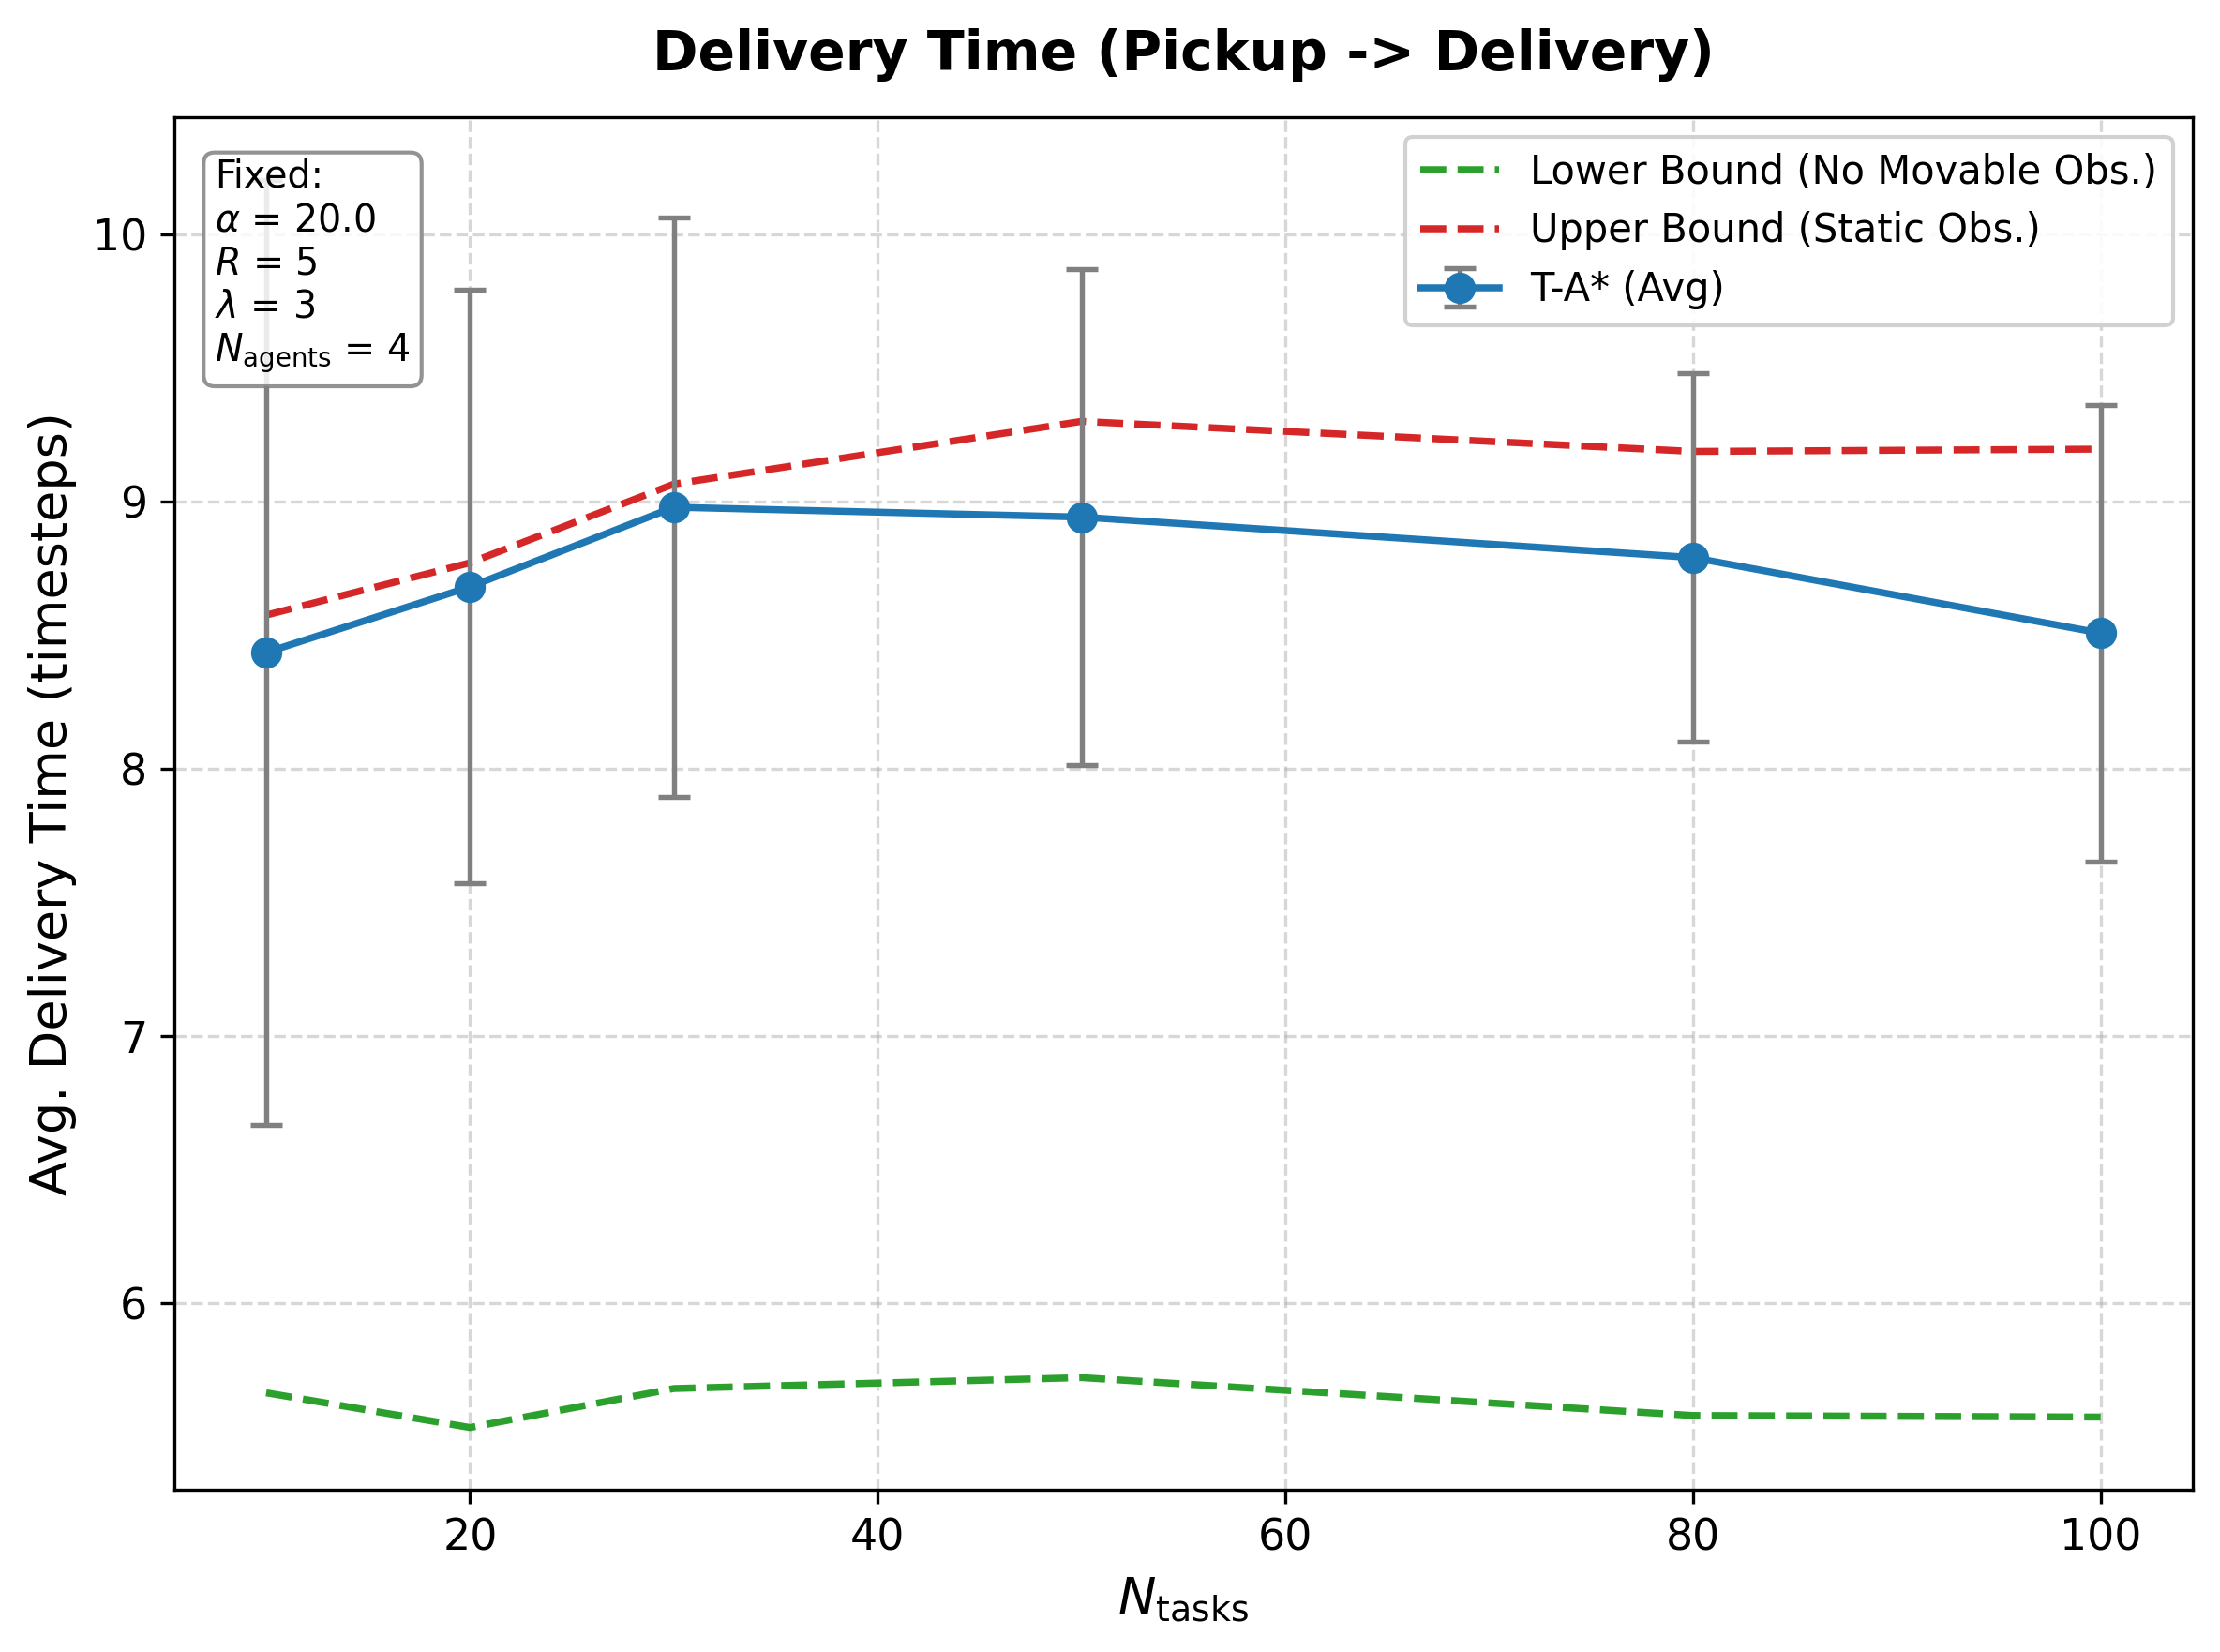 Delivery Time (Pickup -> Delivery)
Fixed:
α = 20.0
R = 5
λ = 3
N_agents = 4
Lower Bound (No Movable Obs.)
Upper Bound (Static Obs.)
T-A* (Avg)
Avg. Delivery Time (timesteps)
10
9
8
7
6
20
40
60
80
100
N_tasks